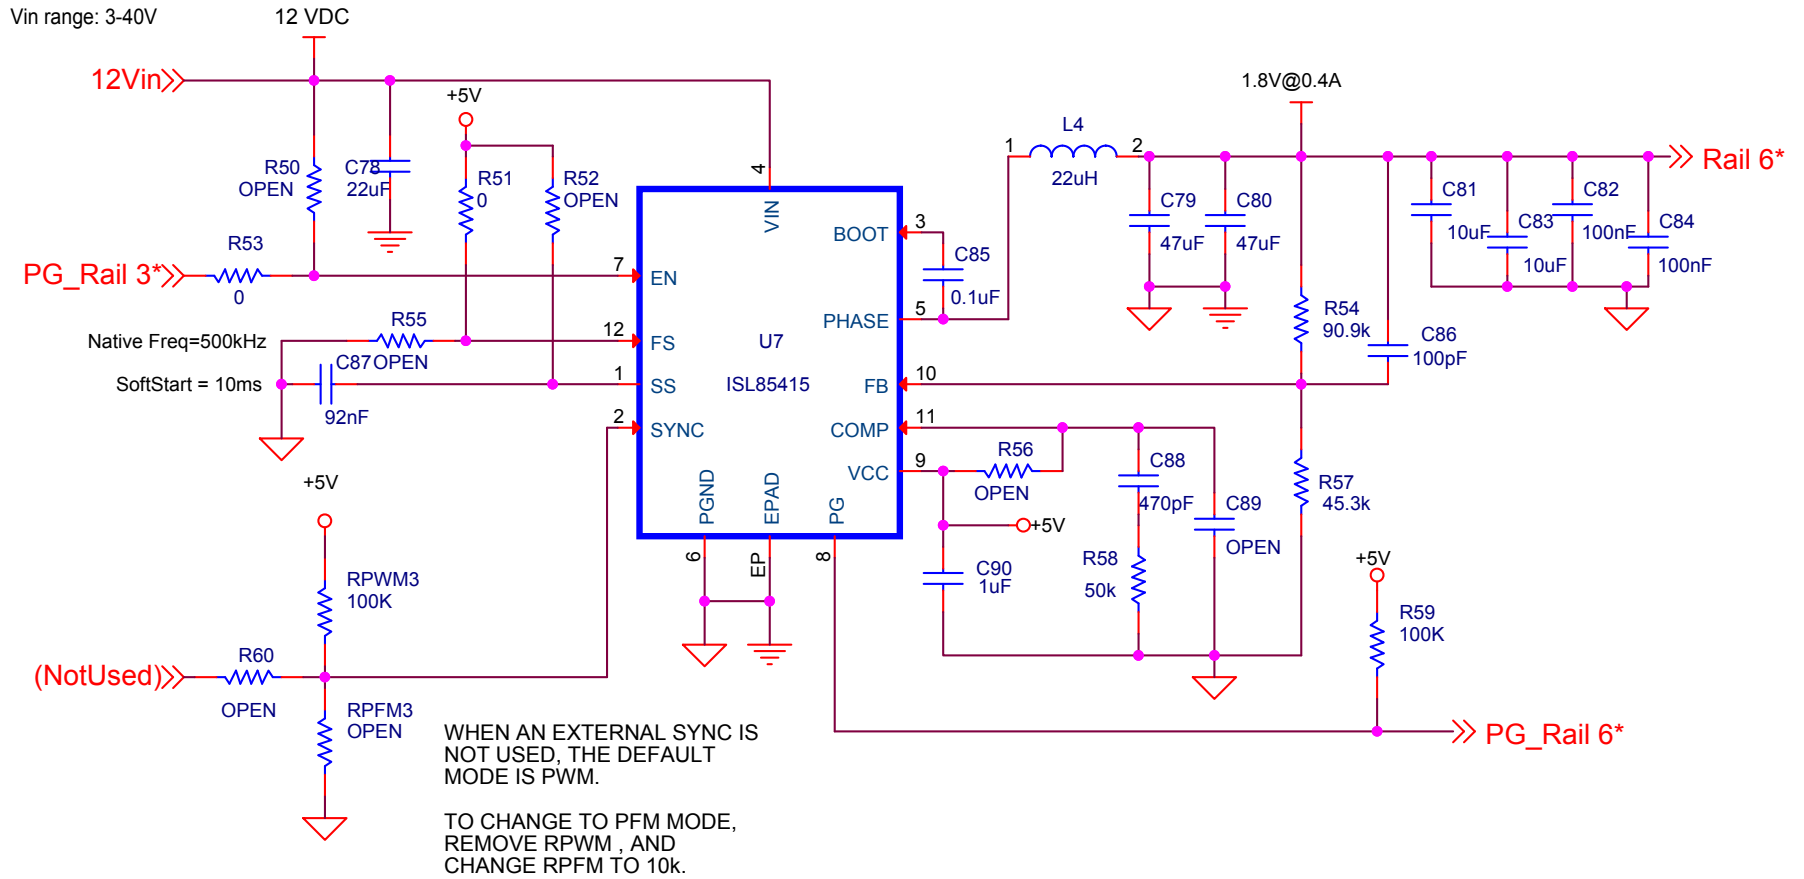 Vin range: 3-40V
12 VDC
12Vin
+5V
1.8V@0.4A
R50
OPEN
C78
22uF
R51
0
R52
OPEN
4
VIN
1
L4
2
22uH
Rail 6*
C79
47uF
C80
47uF
C81
10uF
C83
10uF
C82
100nF
C84
100nF
R53
0
PG_Rail 3*
7
EN
3
BOOT
C85
0.1uF
5
PHASE
R54
90.9k
C86
100pF
Native Freq=500kHz
R55
OPEN
12
FS
U7
ISL85415
SoftStart = 10ms
C87
92nF
1
SS
10
FB
2
SYNC
11
COMP
9
VCC
R56
OPEN
C88
470pF
C89
OPEN
R57
45.3k
+5V
+5V
PGND
EPAD
PG
6
EP
8
C90
1uF
R58
50k
+5V
R59
100K
RPWM3
100K
(NotUsed)
R60
OPEN
RPFM3
OPEN
PG_Rail 6*
WHEN AN EXTERNAL SYNC IS
NOT USED, THE DEFAULT
MODE IS PWM.
TO CHANGE TO PFM MODE,
REMOVE RPWM , AND
CHANGE RPFM TO 10k.